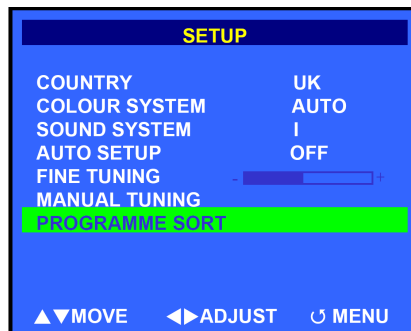 SETUP
COUNTRY UK
COLOUR SYSTEM AUTO
SOUND SYSTEM I
AUTO SETUP OFF
FINE TUNING - +
MANUAL TUNING
PROGRAMME SORT
▲▼MOVE ◀▶ADJUST ↺ MENU